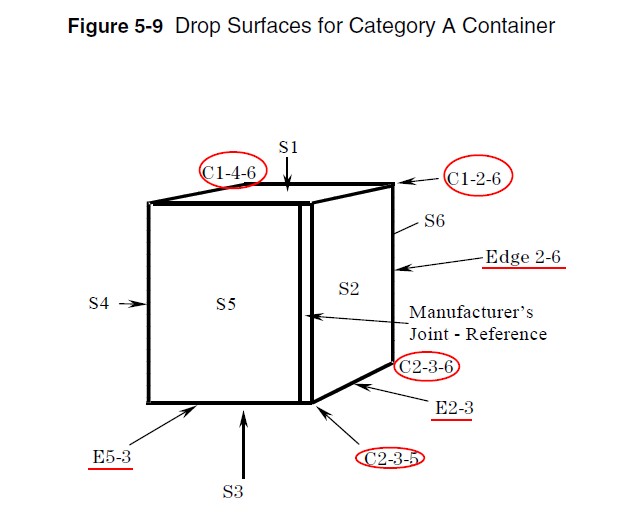 Figure 5-9 Drop Surfaces for Category A Container
S1
C1-4-6
C1-2-6
S6
Edge 2-6
S2
S4
S5
Manufacturer's
Joint - Reference
C2-3-6
E2-3
E5-3
C2-3-5
S3